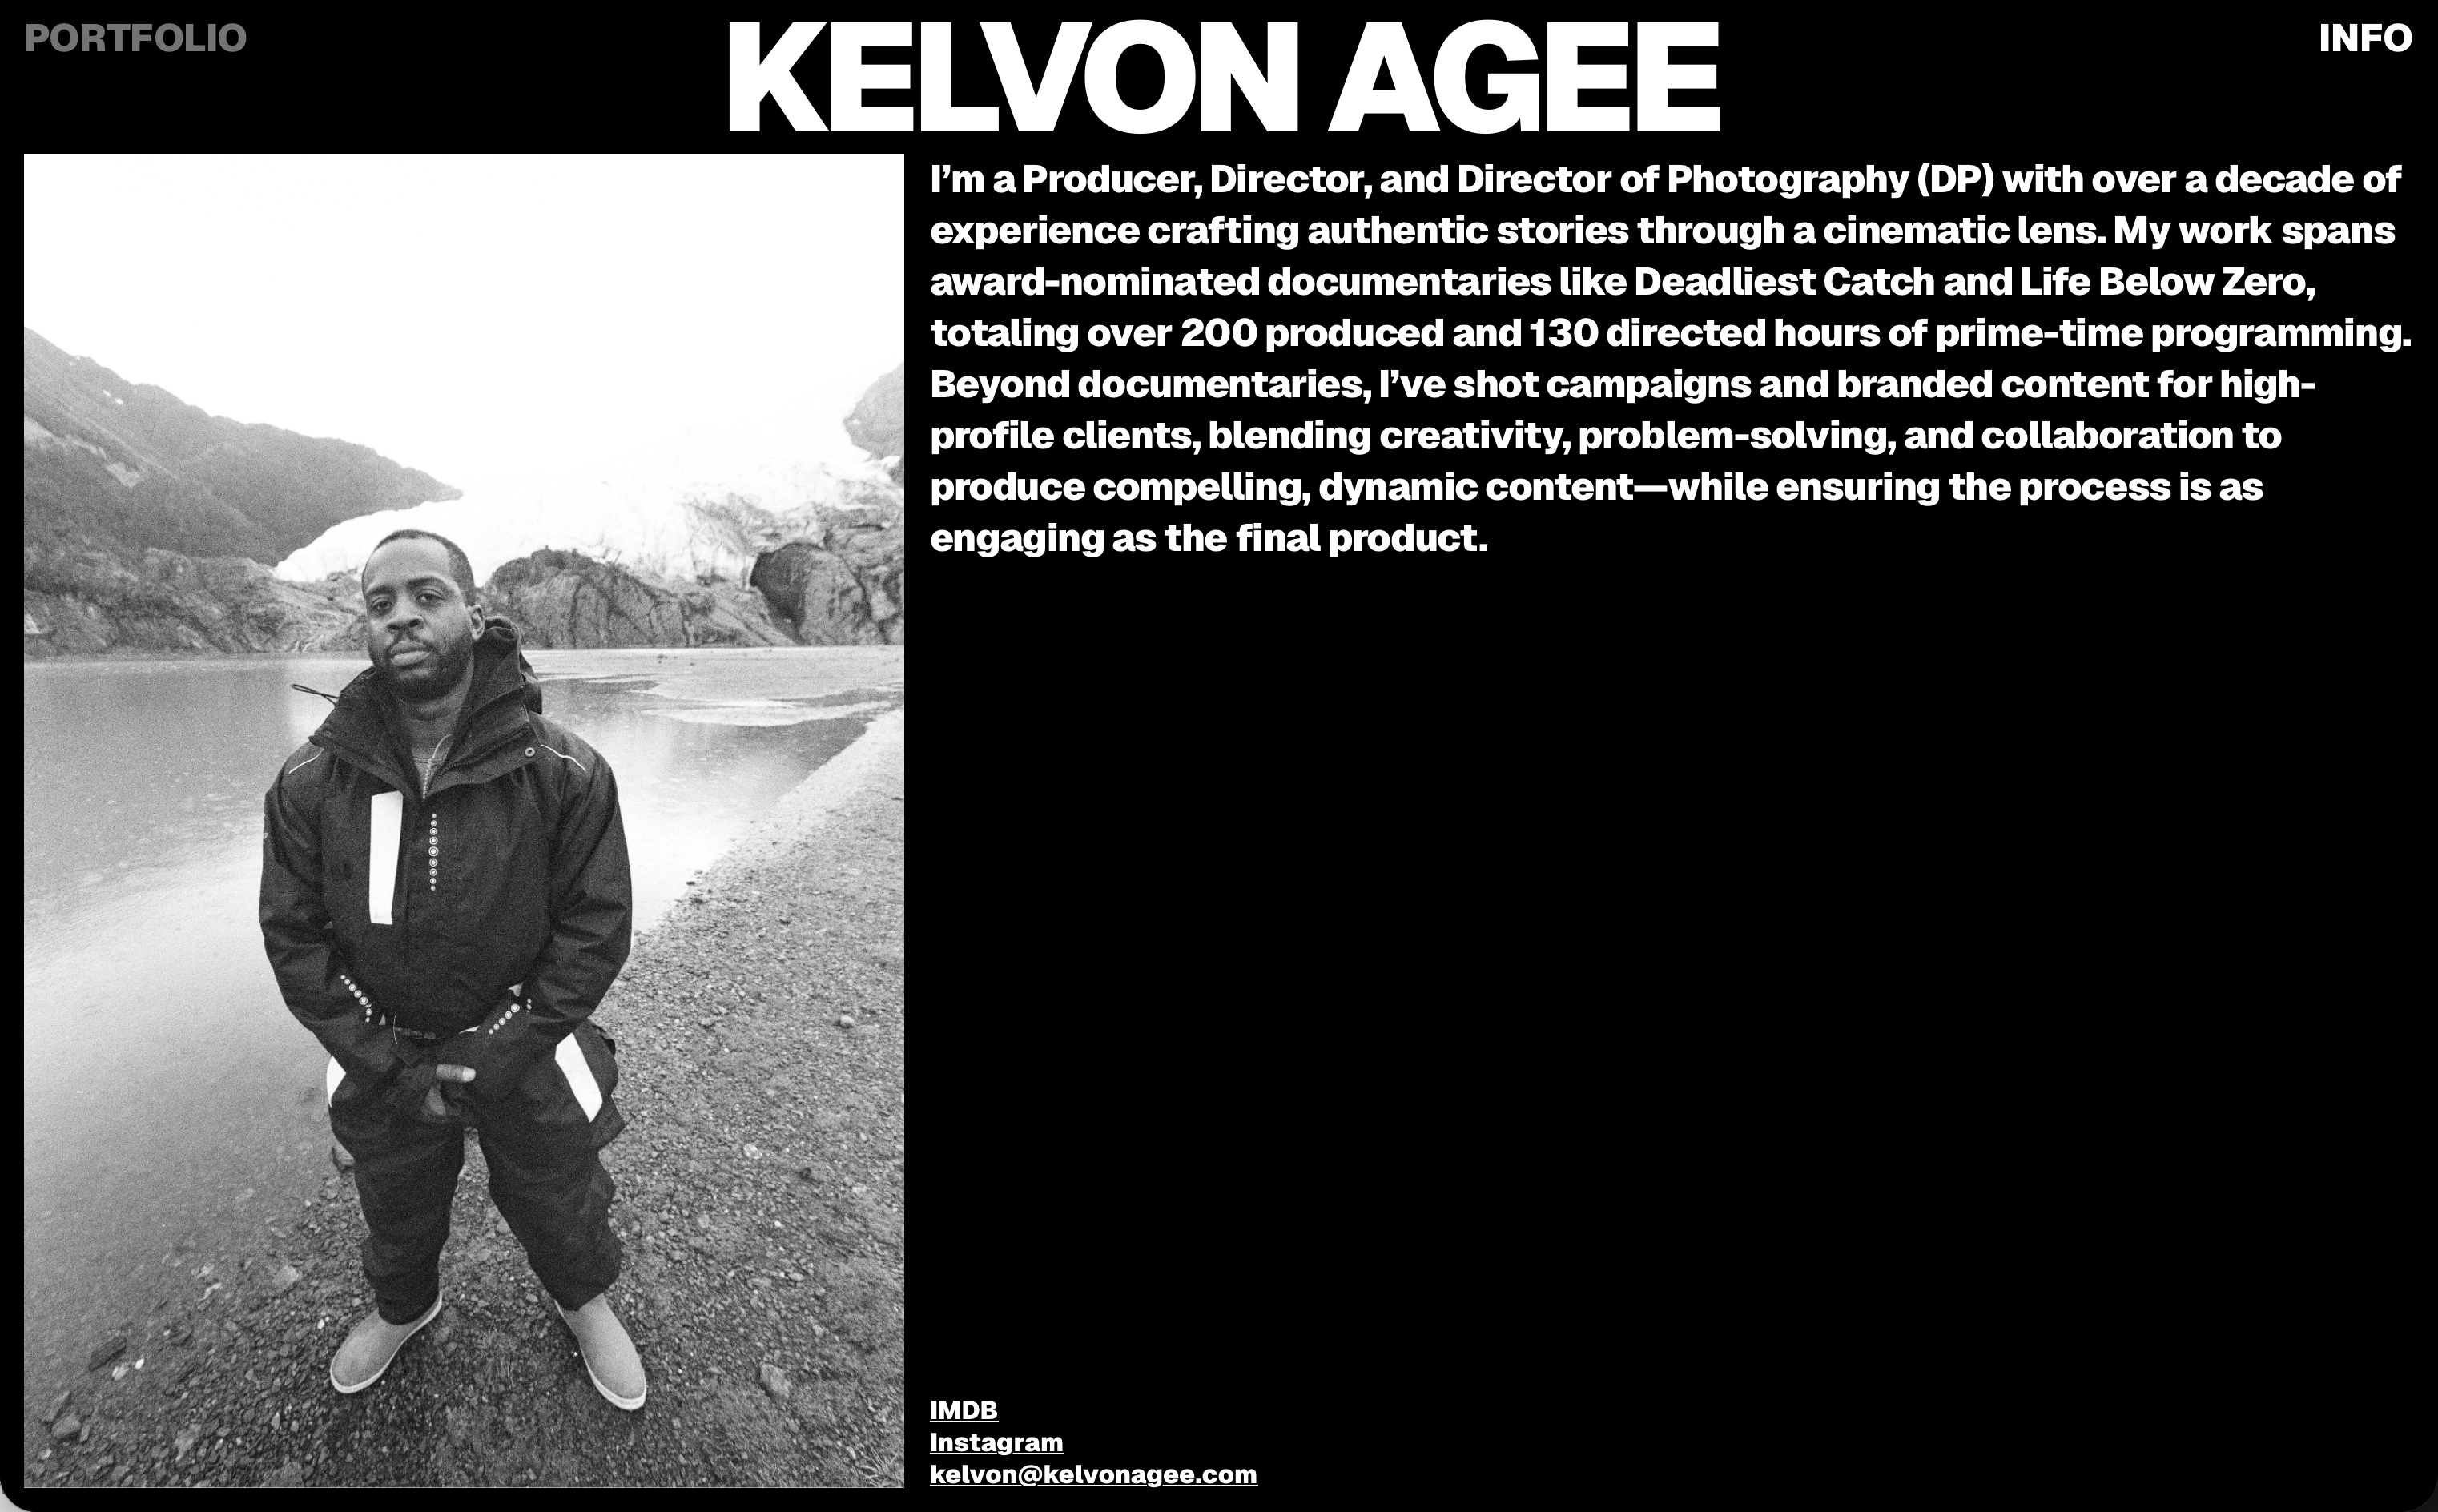 PORTFOLIO
KELVON AGEE
INFO
I’m a Producer, Director, and Director of Photography (DP) with over a decade of
experience crafting authentic stories through a cinematic lens. My work spans
award-nominated documentaries like Deadliest Catch and Life Below Zero,
totaling over 200 produced and 130 directed hours of prime-time programming.
Beyond documentaries, I’ve shot campaigns and branded content for high-
profile clients, blending creativity, problem-solving, and collaboration to
produce compelling, dynamic content—while ensuring the process is as
engaging as the final product.
IMDB
Instagram
kelvon@kelvonagee.com